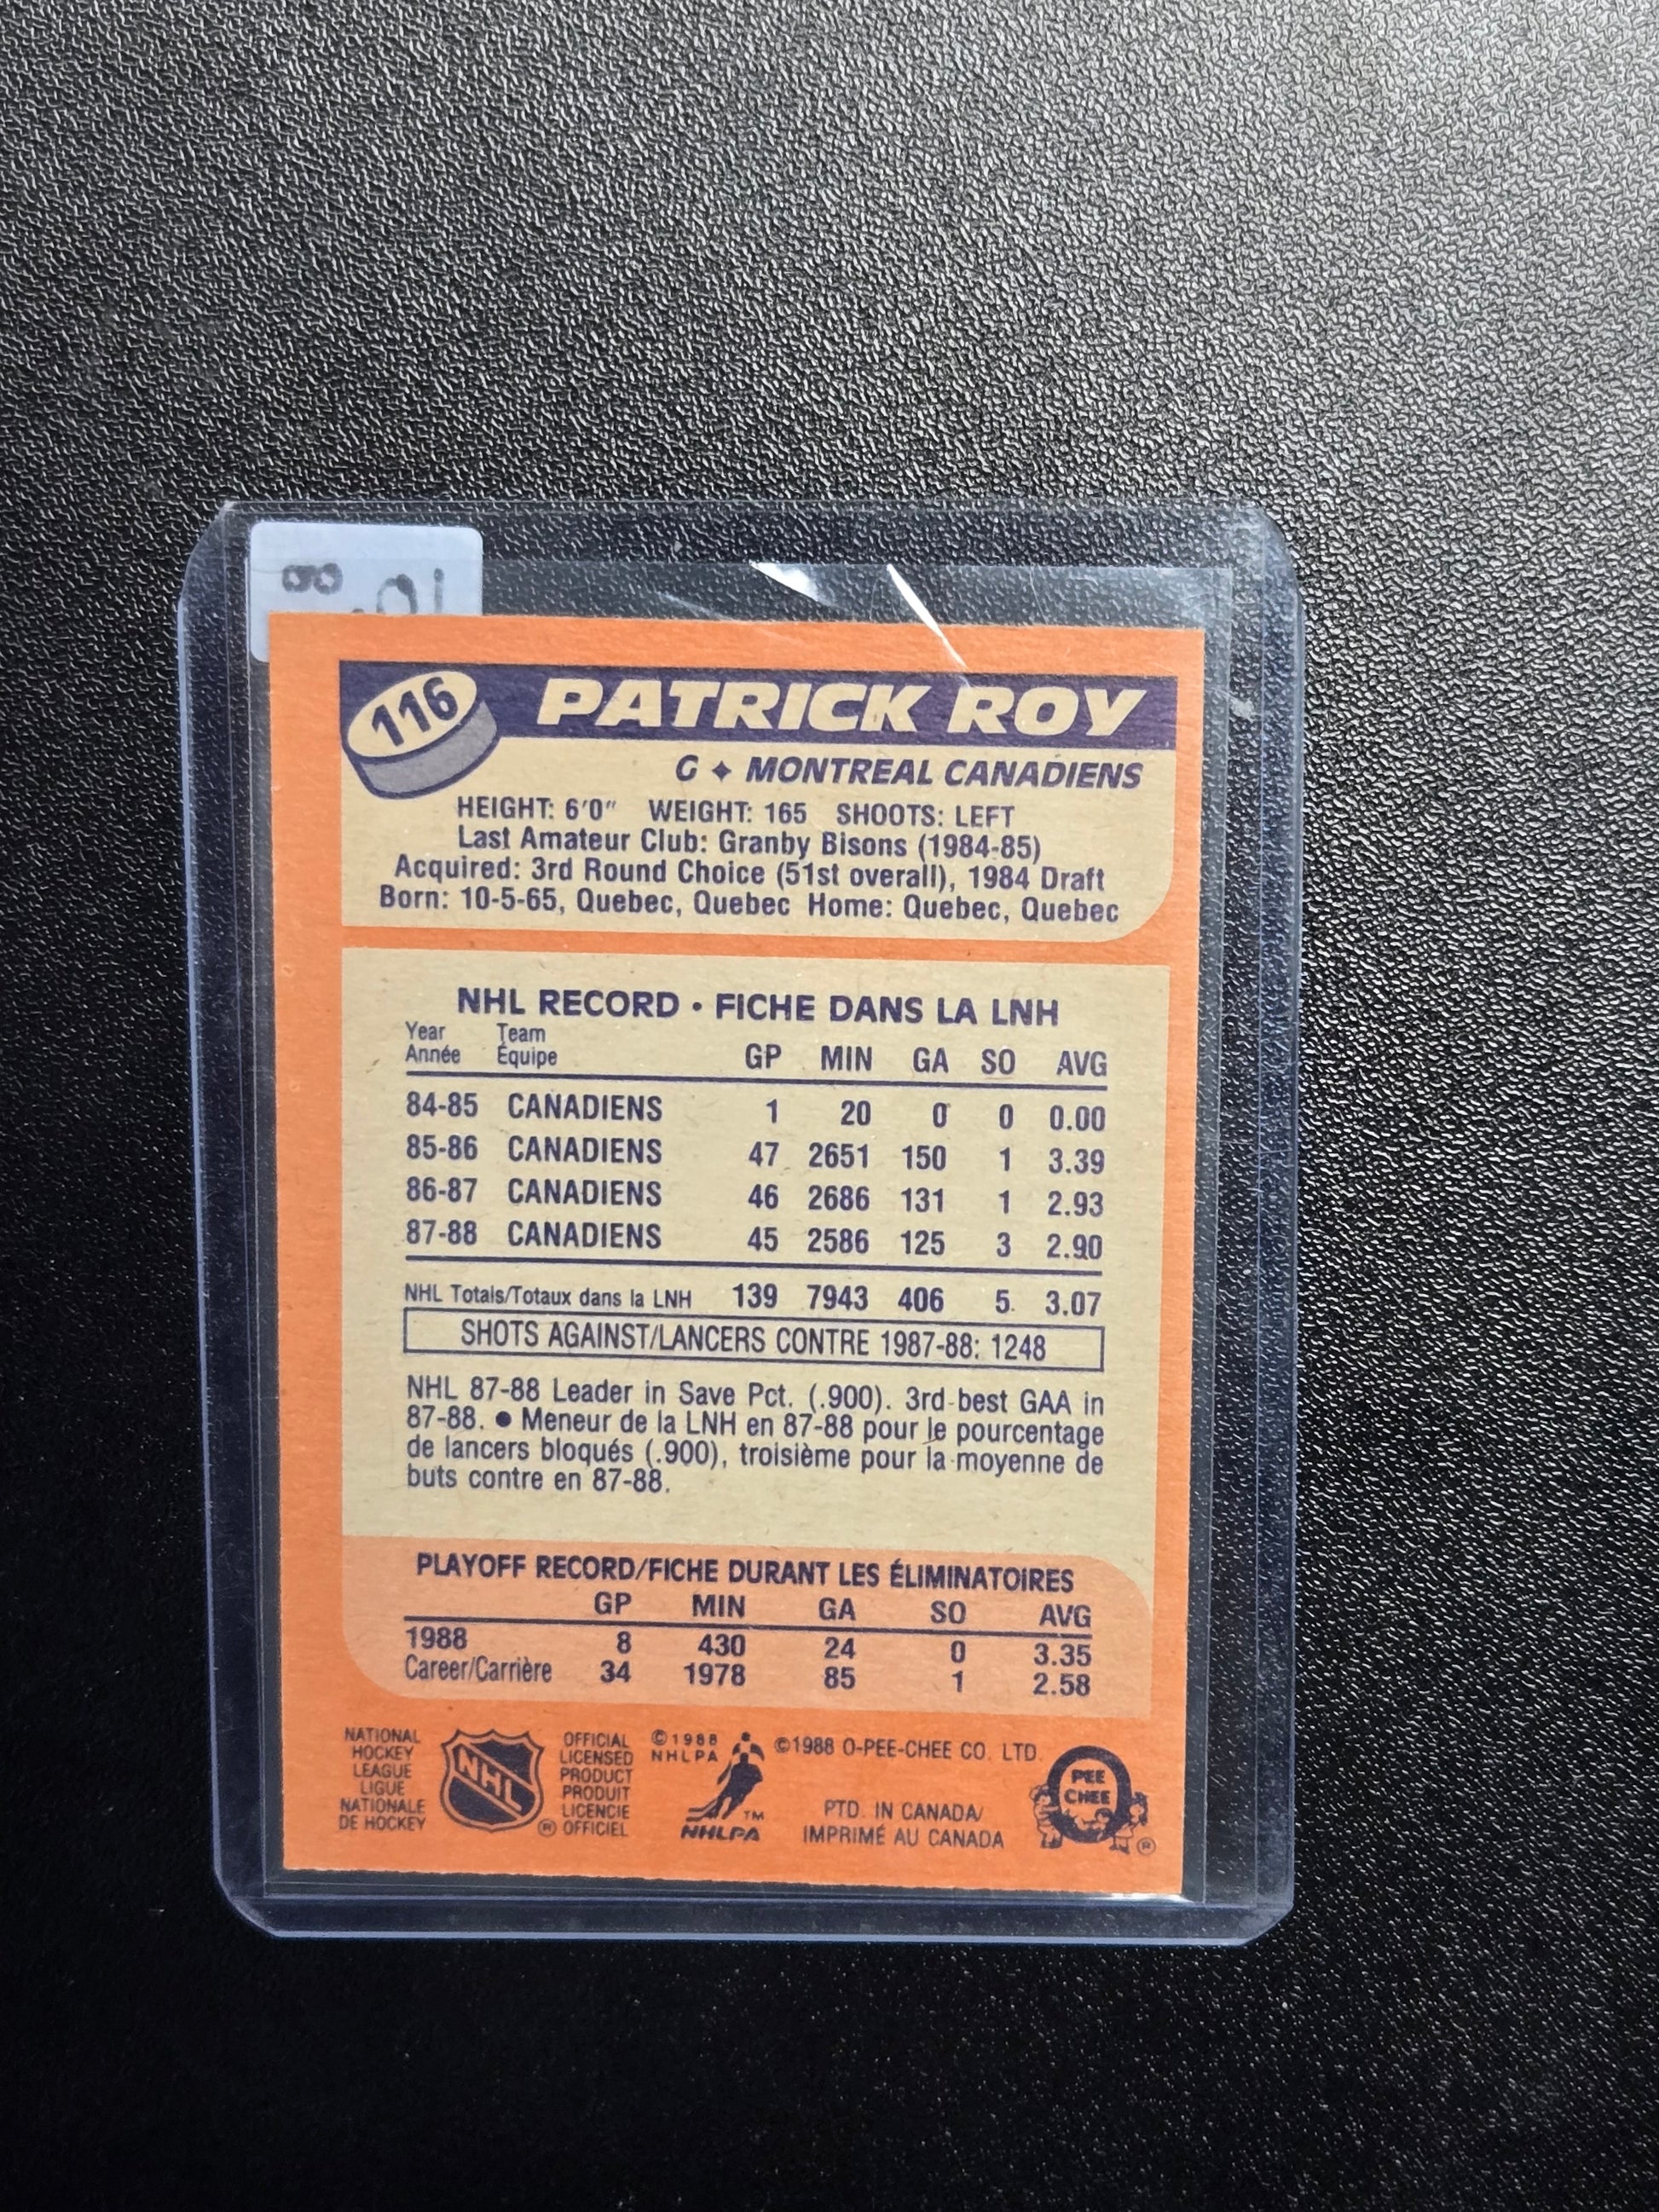 116
PATRICK ROY
G ✦ MONTREAL CANADIENS
HEIGHT: 6'0" WEIGHT: 165 SHOOTS: LEFT
Last Amateur Club: Granby Bisons (1984-85)
Acquired: 3rd Round Choice (51st overall), 1984 Draft
Born: 10-5-65, Quebec, Quebec Home: Quebec, Quebec
NHL RECORD • FICHE DANS LA LNH
Year Team
Année Équipe GP MIN GA SO AVG
84-85 CANADIENS 1 20 0 0 0.00
85-86 CANADIENS 47 2651 150 1 3.39
86-87 CANADIENS 46 2686 131 1 2.93
87-88 CANADIENS 45 2586 125 3 2.90
NHL Totals/Totaux dans la LNH 139 7943 406 5 3.07
SHOTS AGAINST/LANCERS CONTRE 1987-88: 1248
NHL 87-88 Leader in Save Pct. (.900). 3rd best GAA in
87-88. ● Meneur de la LNH en 87-88 pour le pourcentage
de lancers bloqués (.900), troisième pour la moyenne de
buts contre en 87-88.
PLAYOFF RECORD/FICHE DURANT LES ÉLIMINATOIRES
GP MIN GA SO AVG
1988 8 430 24 0 3.35
Career/Carrière 34 1978 85 1 2.58
NATIONAL
HOCKEY
LEAGUE
LIGUE
NATIONALE
DE HOCKEY
NHL
®
OFFICIAL
LICENSED
PRODUCT
PRODUIT
LICENCIE
OFFICIEL
©1988
NHLPA
TM
NHLPA
©1988 O-PEE-CHEE CO. LTD.
PTD. IN CANADA/
IMPRIMÉ AU CANADA
PEE
CHEE
®